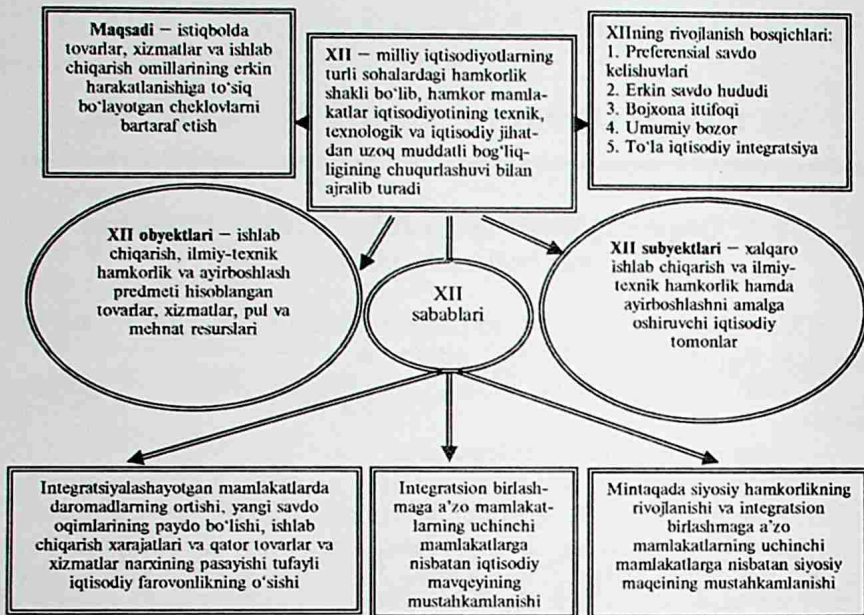 Maqsadi – istiqbolda
tovarlar, xizmatlar va ishlab
chiqarish omillarining erkin
harakatlanishiga to‘siq
bo‘layotgan cheklovlarni
bartaraf etish
XII – milliy iqtisodiyotlarning
turli sohalardagi hamkorlik
shakli bo‘lib, hamkor mamla-
katlar iqtisodiyotining texnik,
texnologik va iqtisodiy jihat-
dan uzoq muddatli bog‘liq-
ligining chuqurlashuvi bilan
ajralib turadi
XIIning rivojlanish bosqichlari:
1. Preferensial savdo
kelishuvlari
2. Erkin savdo hududi
3. Bojxona ittifoqi
4. Umumiy bozor
5. To‘la iqtisodiy integratsiya
XII obyektlari – ishlab
chiqarish, ilmiy-texnik
hamkorlik va ayirboshlash
predmeti hisoblangan
tovarlar, xizmatlar, pul va
mehnat resurslari
XII
sabablari
XII subyektlari – xalqaro
ishlab chiqarish va ilmiy-
texnik hamkorlik hamda
ayirboshlashni amalga
oshiruvchi iqtisodiy
tomonlar
Integratsiyalashayotgan mamlakatlarda
daromadlarning ortishi, yangi savdo
oqimlarining paydo bo‘lishi, ishlab
chiqarish xarajatlari va qator tovarlar va
xizmatlar narxining pasayishi tufayli
iqtisodiy farovonlikning o‘sishi
Integratsion birlash-
maga a’zo mamlakat-
larning uchinchi
mamlakatlarga
nisbatan iqtisodiy
mavqeyining
mustahkamlanishi
Mintaqada siyosiy hamkorlikning
rivojlanishi va integratsion
birlashmaga a’zo
mamlakatlarning uchinchi
mamlakatlarga nisbatan siyosiy
maqeining mustahkamlanishi